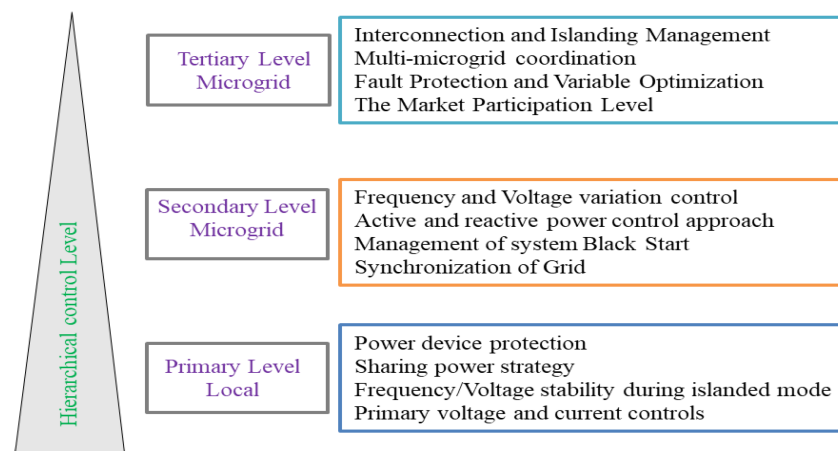 Tertiary Level
Microgrid
Interconnection and Islanding Management
Multi-microgrid coordination
Fault Protection and Variable Optimization
The Market Participation Level
Secondary Level
Microgrid
Frequency and Voltage variation control
Active and reactive power control approach
Management of system Black Start
Synchronization of Grid
Primary Level
Local
Power device protection
Sharing power strategy
Frequency/Voltage stability during islanded mode
Primary voltage and current controls
Hierarchical control Level